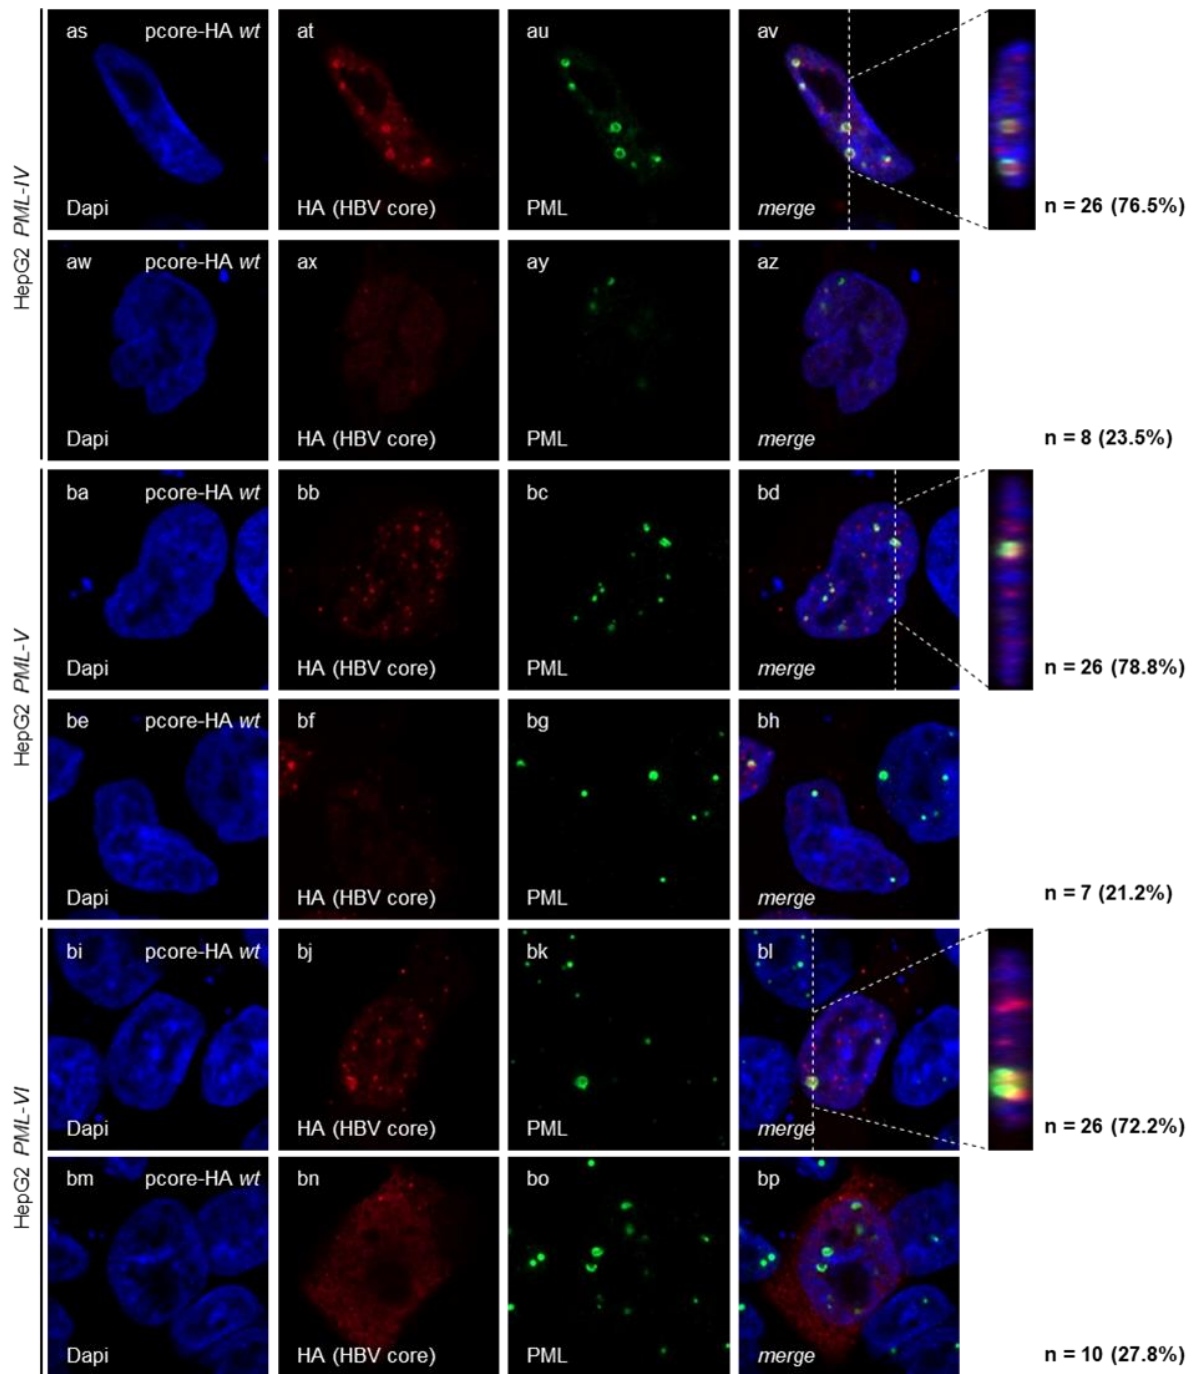 as pcore-HA wt at au av
HepG2 PML-IV
Dapi HA (HBV core) PML merge
n = 26 (76.5%)
aw pcore-HA wt ax ay az
Dapi HA (HBV core) PML merge
n = 8 (23.5%)
ba pcore-HA wt bb bc bd
HepG2 PML-V
Dapi HA (HBV core) PML merge
n = 26 (78.8%)
be pcore-HA wt bf bg bh
Dapi HA (HBV core) PML merge
n = 7 (21.2%)
bi pcore-HA wt bj bk bl
HepG2 PML-VI
Dapi HA (HBV core) PML merge
n = 26 (72.2%)
bm pcore-HA wt bn bo bp
Dapi HA (HBV core) PML merge
n = 10 (27.8%)